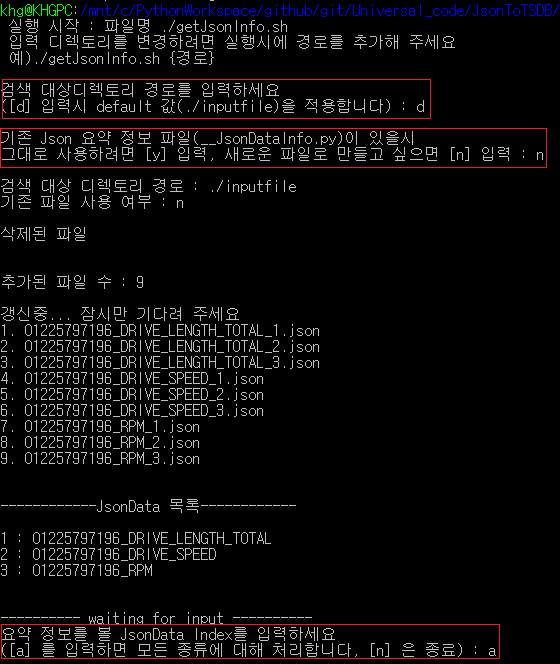 khg@KHGPC:/mnt/c/PythonWorkspace/github/git/Universal_code/JsonToTSDB/
실행 시작 : 파일명 ./getJsonInfo.sh
입력 디렉토리를 변경하려면 실행시에 경로를 추가해 주세요
예)./getJsonInfo.sh {경로}
검색 대상디렉토리 경로를 입력하세요
([d] 입력시 default 값(./inputfile)을 적용합니다) : d
기존 Json 요약 정보 파일(__JsonDataInfo.py)이 있을시
그대로 사용하려면 [y] 입력, 새로운 파일로 만들고 싶으면 [n] 입력 : n
검색 대상 디렉토리 경로 : ./inputfile
기존 파일 사용 여부 : n
삭제된 파일
추가된 파일 수 : 9
갱신중... 잠시만 기다려 주세요
1. 01225797196_DRIVE_LENGTH_TOTAL_1.json
2. 01225797196_DRIVE_LENGTH_TOTAL_2.json
3. 01225797196_DRIVE_LENGTH_TOTAL_3.json
4. 01225797196_DRIVE_SPEED_1.json
5. 01225797196_DRIVE_SPEED_2.json
6. 01225797196_DRIVE_SPEED_3.json
7. 01225797196_RPM_1.json
8. 01225797196_RPM_2.json
9. 01225797196_RPM_3.json
------------JsonData 목록------------
1 : 01225797196_DRIVE_LENGTH_TOTAL
2 : 01225797196_DRIVE_SPEED
3 : 01225797196_RPM
---------- waiting for input ----------
요약 정보를 볼 JsonData Index를 입력하세요
([a] 를 입력하면 모든 종류에 대해 처리합니다, [n] 은 종료) : a